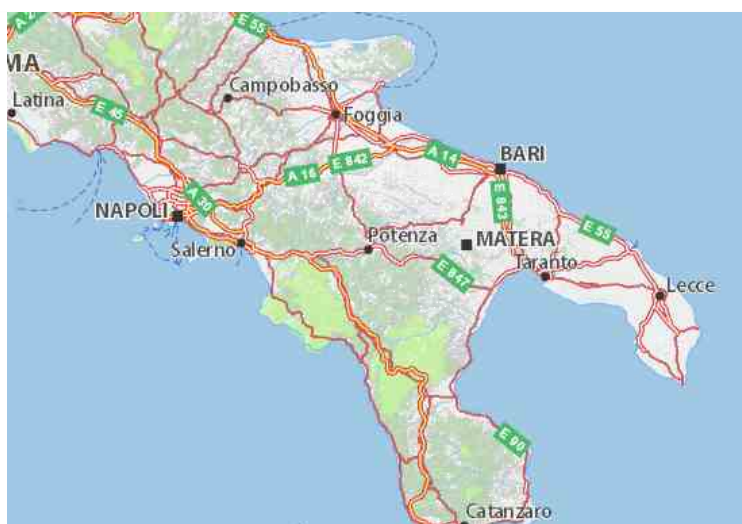 A 2
E 55
MA
Campobasso
Latina
E 45
Foggia
A 14
BARI
E 842
A 16
A 30
E 843
NAPOLI
E 55
Salerno
Potenza
MATERA
Taranto
E 847
Lecce
E 90
Catanzaro